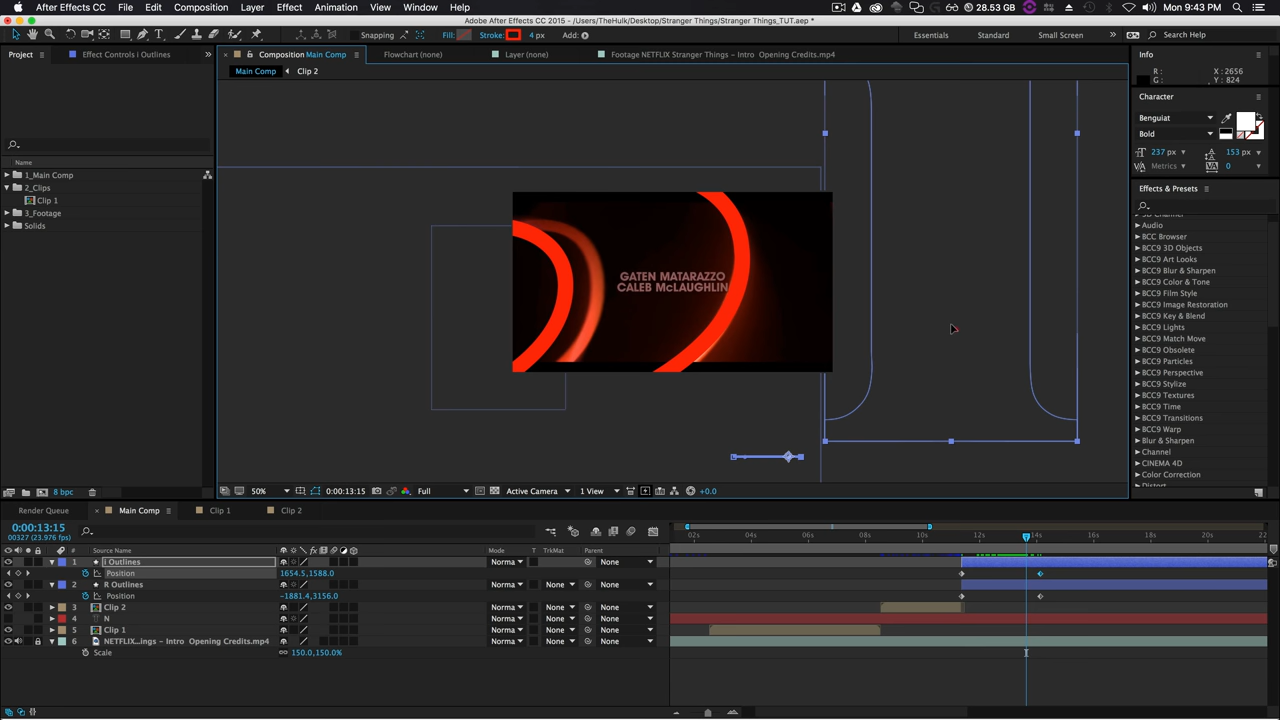 After Effects CC File Edit Composition Layer Effect Animation View Window Help 28.53 GB Mon 9:43 PM
Adobe After Effects CC 2015 - /Users/TheHulk/Desktop/Stranger Things/Stranger Things_TUT.aep *
Snapping Fill: Stroke: 4 px Add: Essentials Standard Small Screen Search Help
Project Effect Controls i Outlines Composition Main Comp Flowchart (none) Layer (none) Footage NETFLIX Stranger Things - Intro Opening Credits.mp4 Info
Main Comp Clip 2
R : X: 2656
G : Y: 824
Character
Benguiat
Bold
237 px 153 px
Metrics 0
Effects & Presets
Name
1_Main Comp
2_Clips
Clip 1
3_Footage
Solids
GATEN MATARAZZO
CALEB McLAUGHLIN
Audio
BCC Browser
BCC9 3D Objects
BCC9 Art Looks
BCC9 Blur & Sharpen
BCC9 Color & Tone
BCC9 Film Style
BCC9 Image Restoration
BCC9 Key & Blend
BCC9 Lights
BCC9 Match Move
BCC9 Obsolete
BCC9 Particles
BCC9 Perspective
BCC9 Stylize
BCC9 Textures
BCC9 Time
BCC9 Transitions
BCC9 Warp
Blur & Sharpen
Channel
CINEMA 4D
Color Correction
Distort
8 bpc 50% 0:00:13:15 Full Active Camera 1 View +0.0
Render Queue Main Comp Clip 1 Clip 2
0:00:13:15
00327 (23.976 fps)
02s 04s 06s 08s 10s 12s 14s 16s 18s 20s 22s
# Source Name Mode T TrkMat Parent
1 i Outlines Norma None
Position 1654.5,1588.0
2 R Outlines Norma None None
Position -1881.4,3156.0
3 Clip 2 Norma None None
4 N Norma None None
5 Clip 1 Norma None None
6 NETFLIX...ings - Intro Opening Credits.mp4 Norma None None
Scale 150.0,150.0%